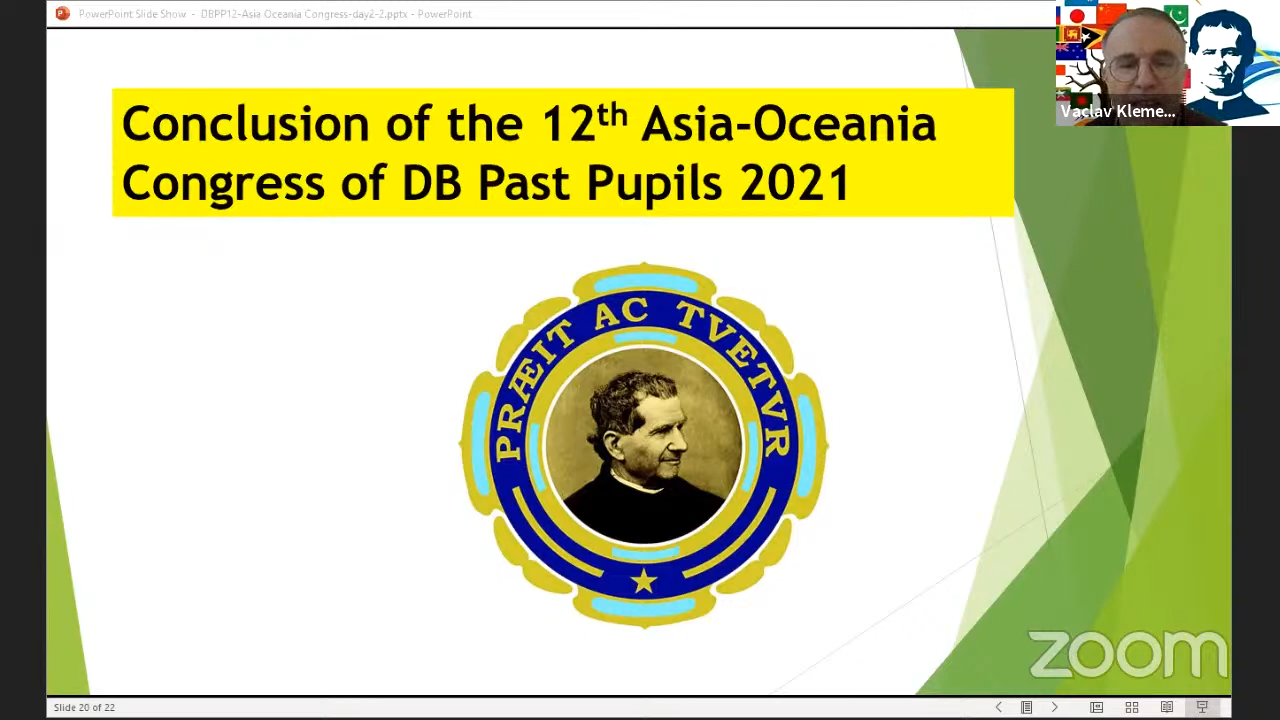 PowerPoint Slide Show - DBPP12-Asia Oceania Congress-day2-2.pptx - PowerPoint
Vaclav Kleme...
Conclusion of the 12th Asia-Oceania
Congress of DB Past Pupils 2021
PRÆIT AC TVETVR
zoom
Slide 20 of 22